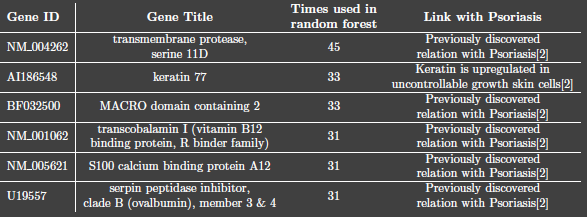 Gene ID Gene Title Times used in random forest Link with Psoriasis
NM_004262 transmembrane protease, serine 11D 45 Previously discovered relation with Psoriasis[2]
AI186548 keratin 77 33 Keratin is upregulated in uncontrollable growth skin cells[2]
BF032500 MACRO domain containing 2 33 Previously discovered relation with Psoriasis[2]
NM_001062 transcobalamin I (vitamin B12 binding protein, R binder family) 31 Previously discovered relation with Psoriasis[2]
NM_005621 S100 calcium binding protein A12 31 Previously discovered relation with Psoriasis[2]
U19557 serpin peptidase inhibitor, clade B (ovalbumin), member 3 & 4 31 Previously discovered relation with Psoriasis[2]